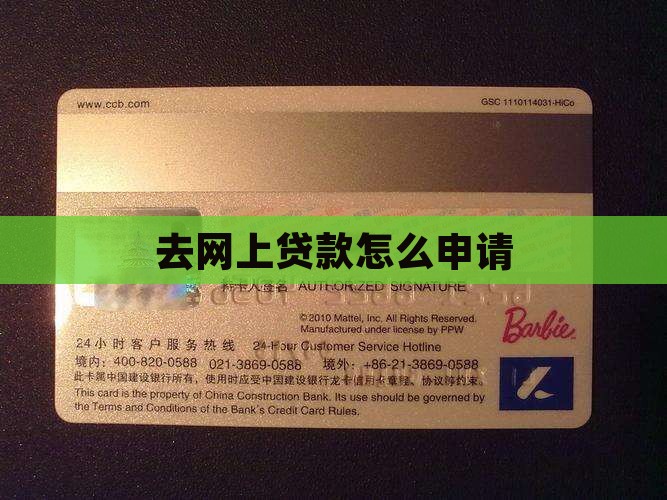 www.ccb.com
GSC 1110114031-HiCo
去网上贷款怎么申请
持卡人签名 AUTHORIZED SIGNATURE
©2010 Mattel, Inc. All Rights Reserved.
Manufactured under license by PPW
Barbie
24小时客户服务热线 24-Hour Customer Service Hotline
境内: 400-820-0588 021-3869-0588 境外: +86-21-3869-0588
此卡属中国建设银行所有，使用时应受中国建设银行龙卡信用卡章程、协议等约束。
This card is the property of China Construction Bank. Its use should be governed by
the Terms and Conditions of the Bank's Credit Card Rules.